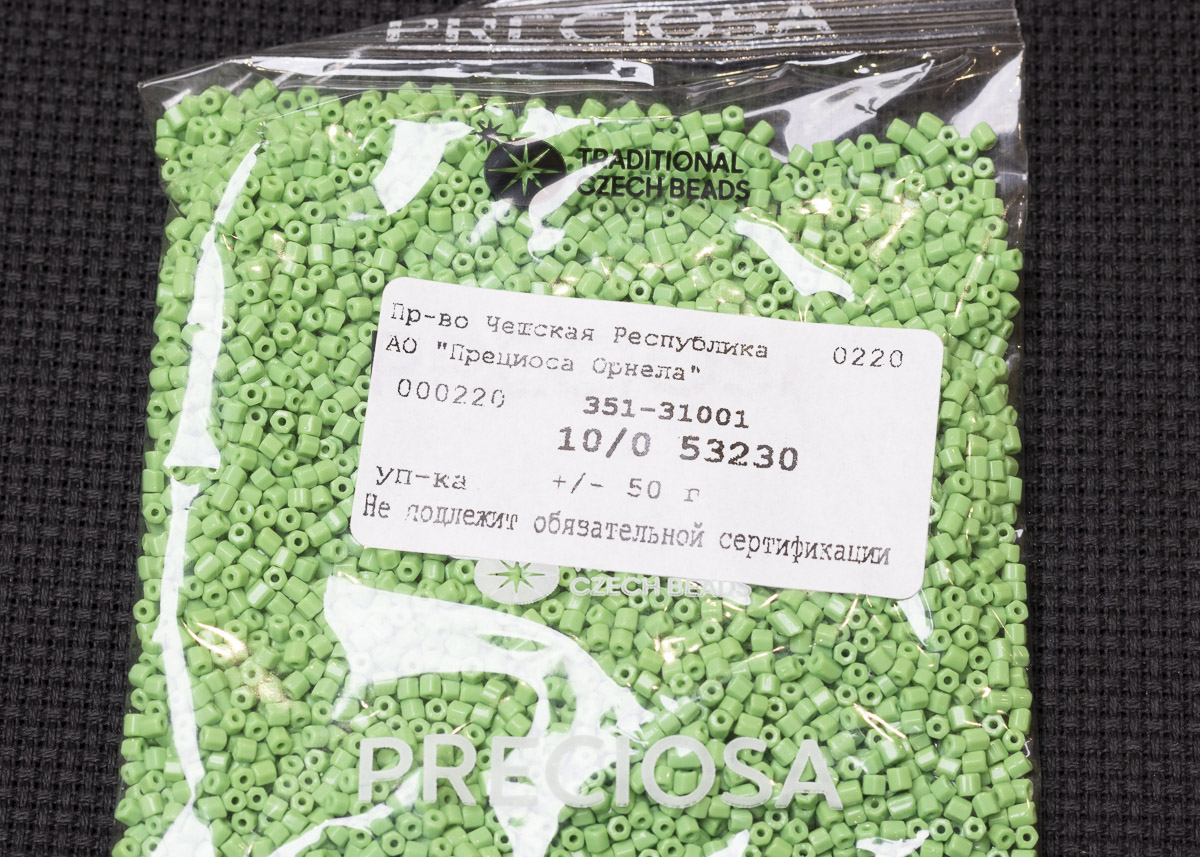 PRECIOSA
TRADITIONAL
CZECH BEADS
Пр-во Чешская Республика 0220
АО "Прециоса Орнела"
000220 351-31001
10/0 53230
уп-ка +/- 50 г
Не подлежит обязательной сертификации
CZECH BEADS
PRECIOSA